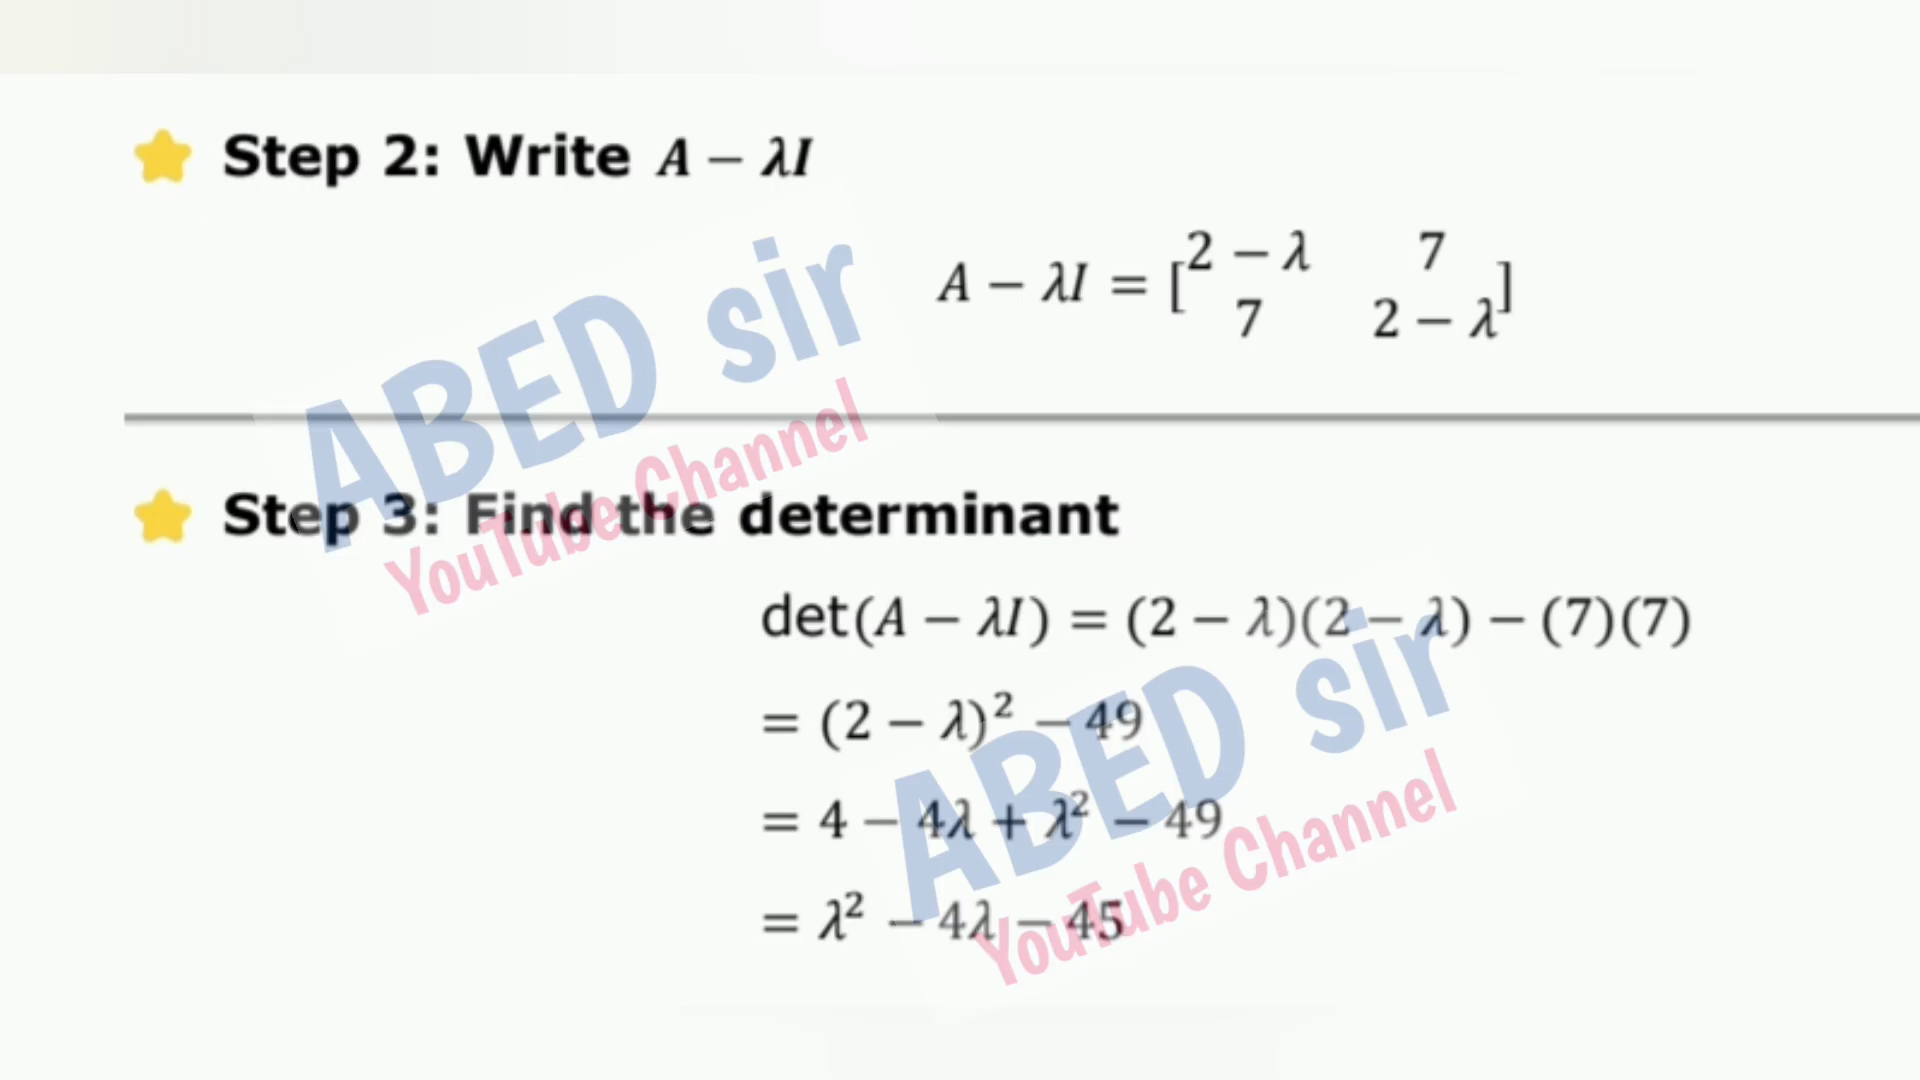 Step 2: Write A − λI
A − λI = [2 − λ 7
7 2 − λ]
ABED sir
YouTube Channel
Step 3: Find the determinant
det(A − λI) = (2 − λ)(2 − λ) − (7)(7)
= (2 − λ)² − 49
= 4 − 4λ + λ² − 49
= λ² − 4λ − 45
ABED sir
YouTube Channel